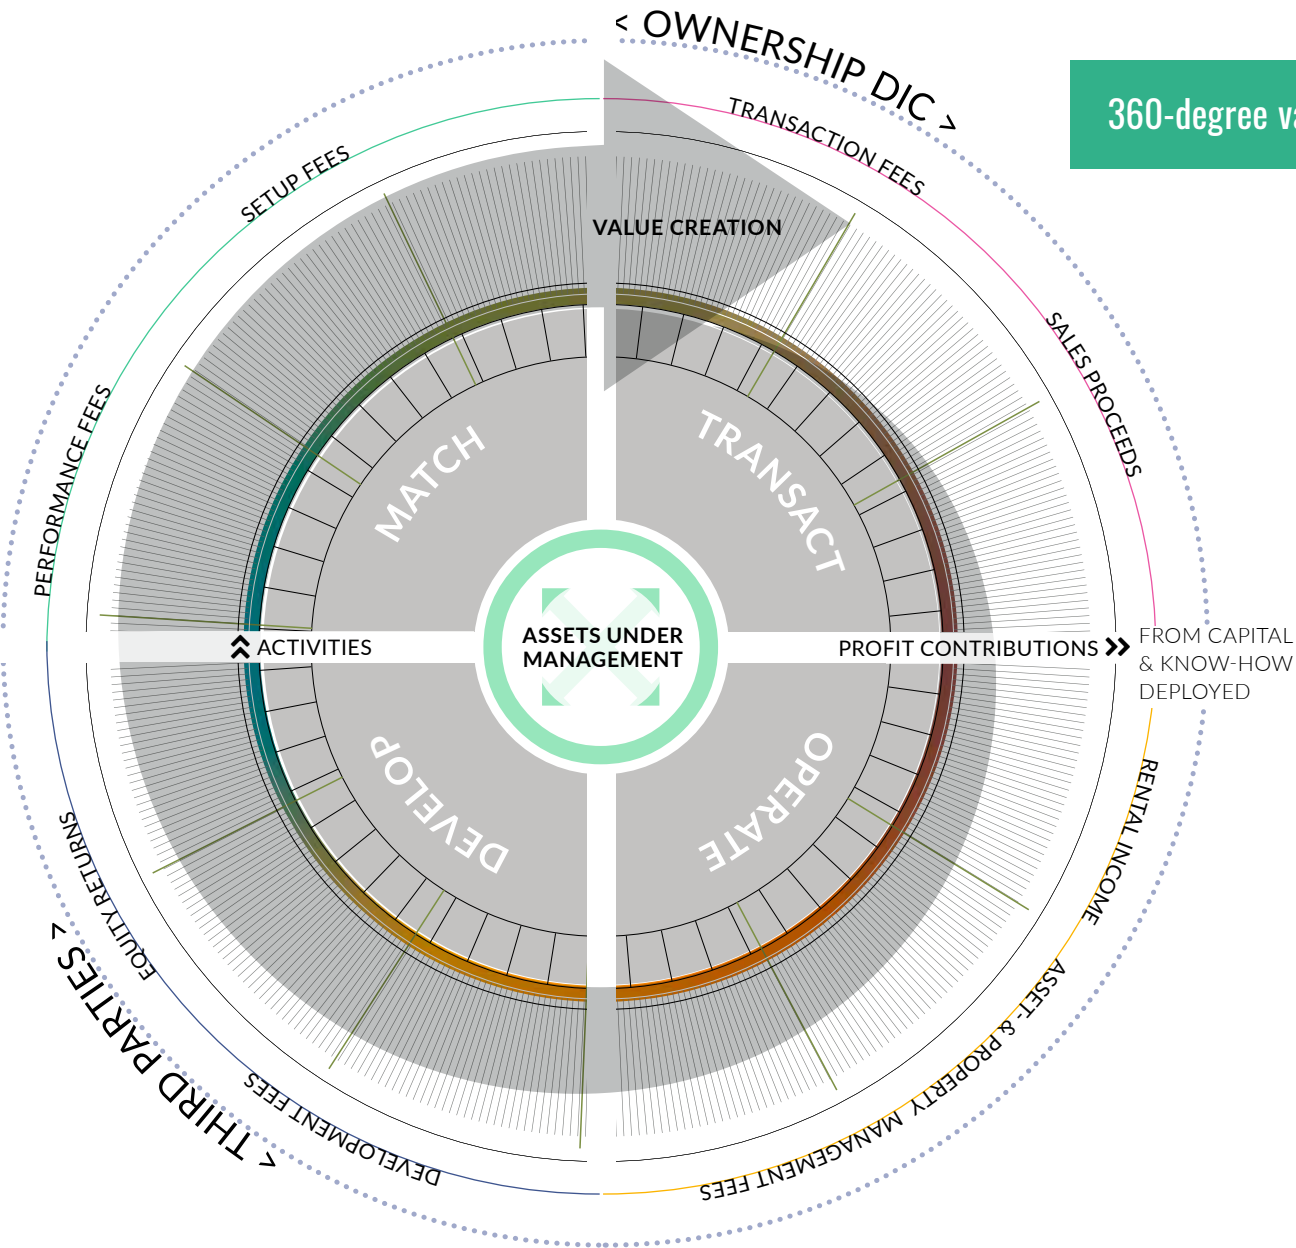 < OWNERSHIP DIC >
360-degree va
TRANSACTION FEES
SETUP FEES
VALUE CREATION
SALES PROCEEDS
PERFORMANCE FEES
MATCH
TRANSACT
ASSETS UNDER
MANAGEMENT
ACTIVITIES
PROFIT CONTRIBUTIONS
FROM CAPITAL
& KNOW-HOW
DEPLOYED
DEVELOP
OPERATE
RENTAL INCOME
EQUITY RETURNS
< THIRD PARTIES >
ASSET- & PROPERTY MANAGEMENT FEES
DEVELOPMENT FEES